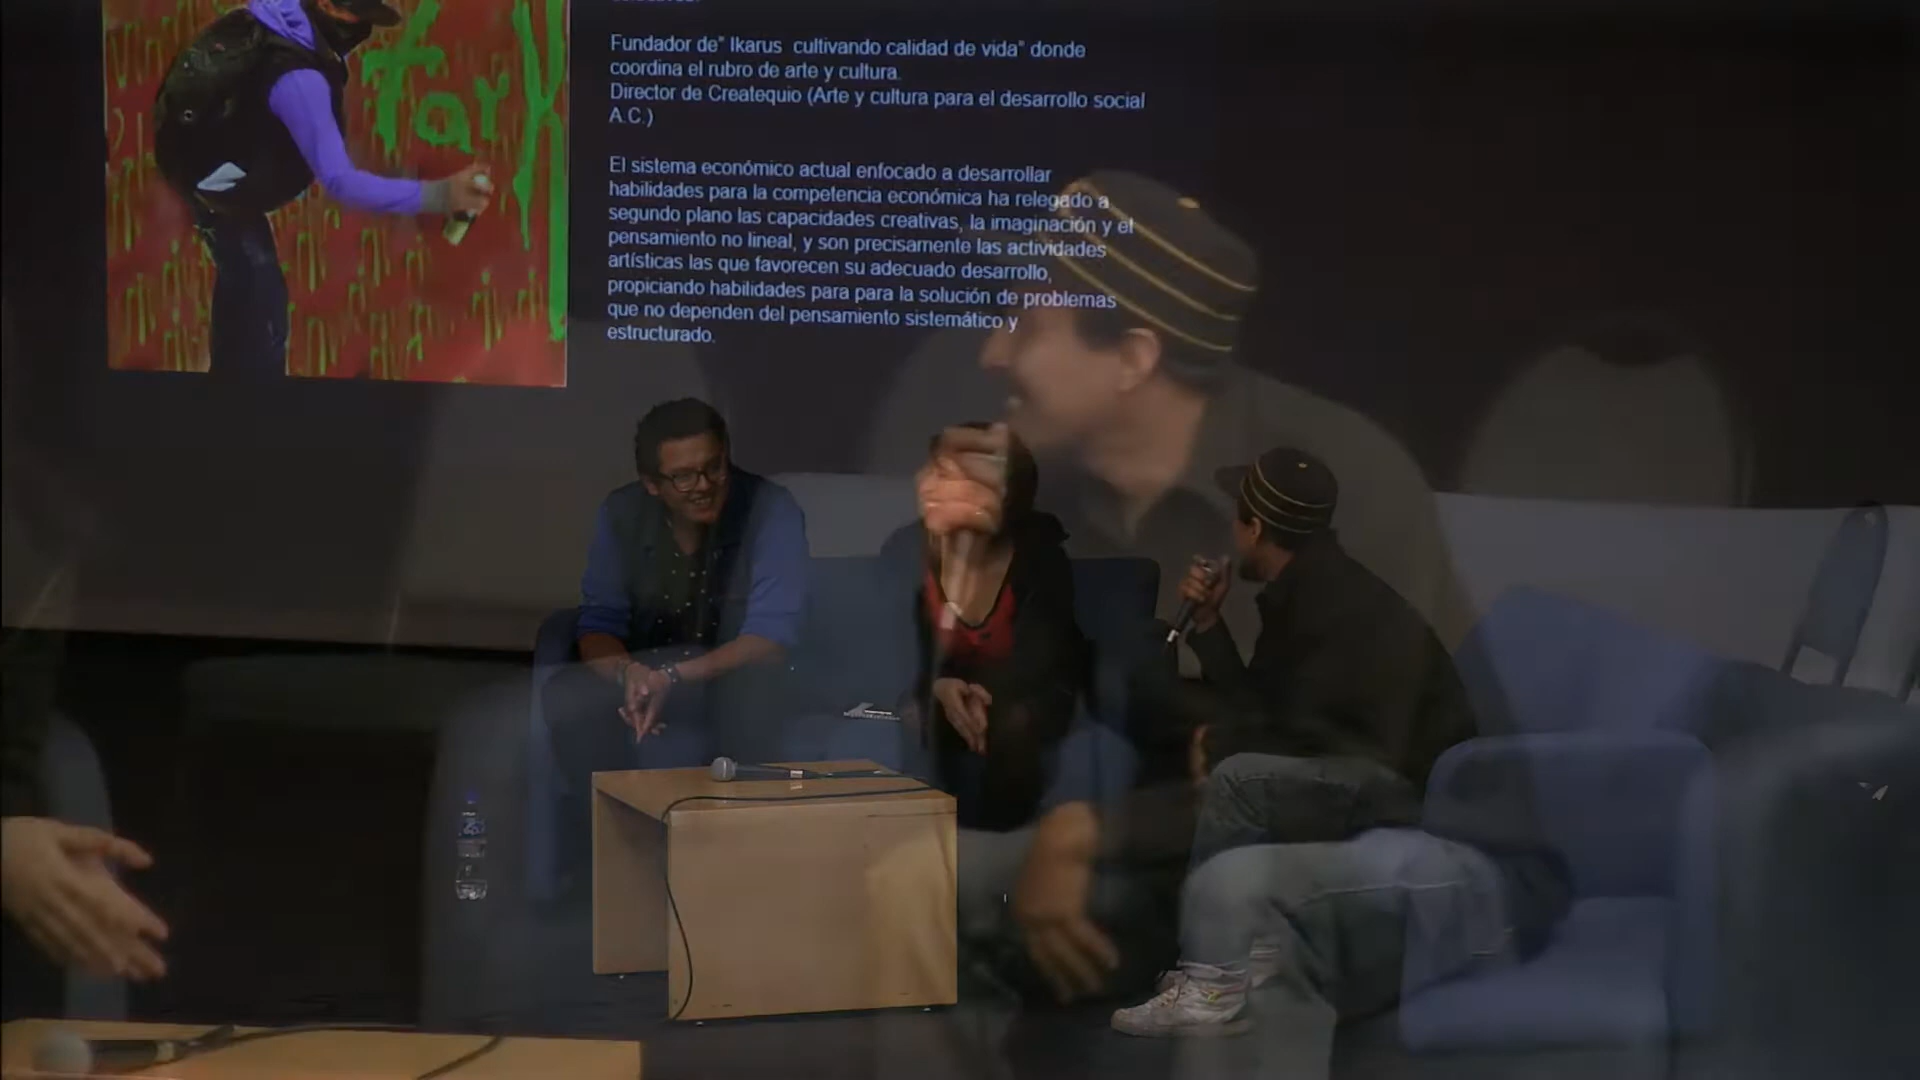 Fundador de" Ikarus cultivando calidad de vida" donde
coordina el rubro de arte y cultura.
Director de Createquio (Arte y cultura para el desarrollo social
A.C.)
El sistema económico actual enfocado a desarrollar
habilidades para la competencia económica ha relegado a
segundo plano las capacidades creativas, la imaginación y el
pensamiento no lineal, y son precisamente las actividades
artísticas las que favorecen su adecuado desarrollo,
propiciando habilidades para para la solución de problemas
que no dependen del pensamiento sistemático y
estructurado.